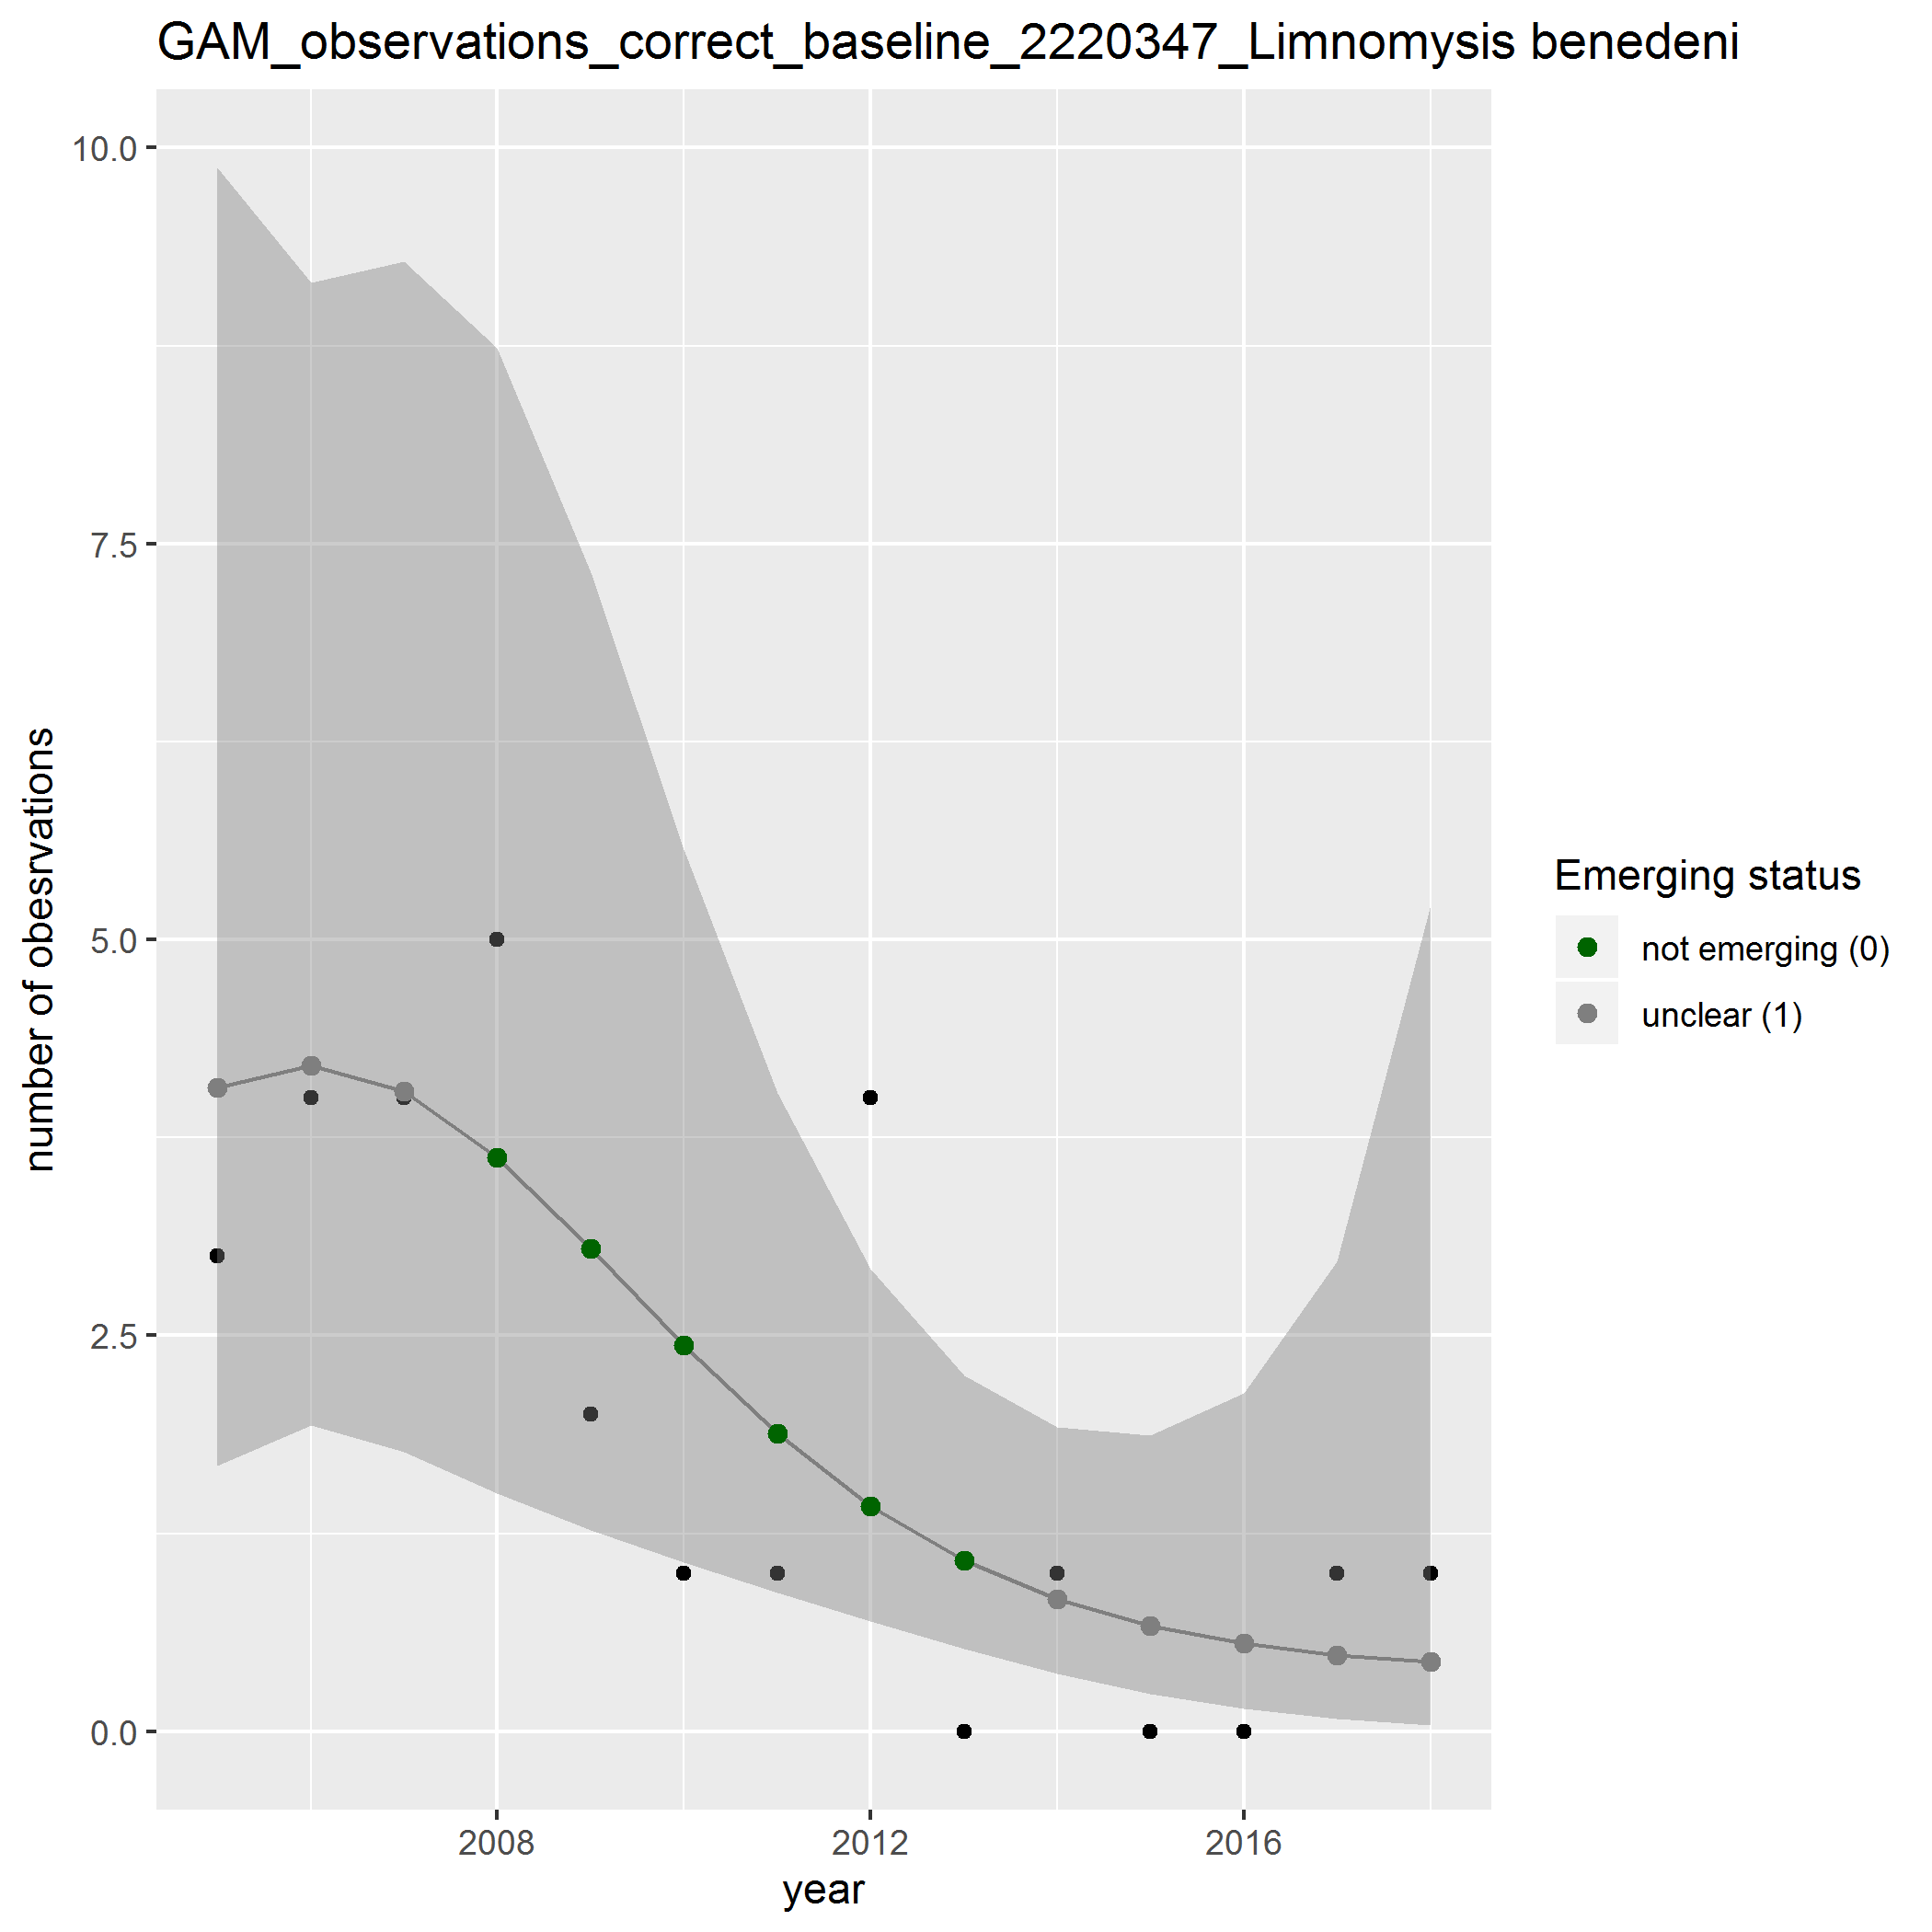 GAM_observations_correct_baseline_2220347_Limnomysis benedeni
10.0
7.5
5.0
2.5
0.0
number of obesrvations
2008
2012
2016
year
Emerging status
not emerging (0)
unclear (1)